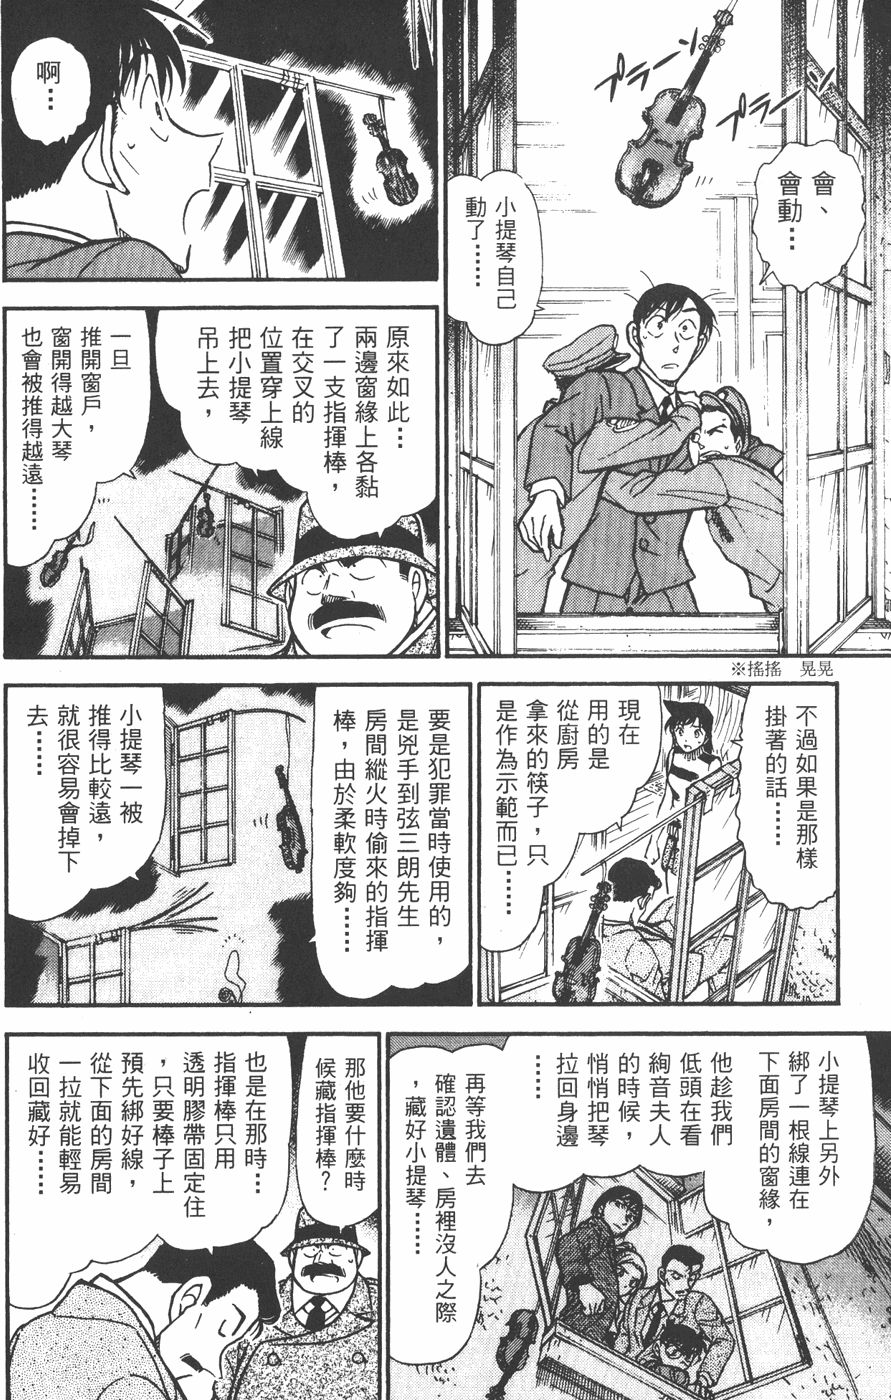 プラーン
プラーン
會、
會動…
小提琴自己
動了……
※搖搖　晃晃
啊…
原來如此…
兩邊窗緣上各黏
了一支指揮棒，
在交叉的
位置穿上線
把小提琴
吊上去，
一旦
推開窗戶，
窗開得越大琴
也會被推得越遠……
不過如果是那樣
掛著的話……
現在
用的是
從廚房
拿來的筷子，只
是作為示範而已……
要是犯罪當時使用的，
是兇手到弦三朗先生
房間縱火時偷來的指揮
棒，由於柔軟度夠……
小提琴一被
推得比較遠，
就很容易會掉下
去……
小提琴上另外
綁了一根線連在
下面房間的窗緣，
他趁我們
低頭在看
絢音夫人
的時候，
悄悄把琴
拉回身邊
……
再等我們去
確認遺體、房裡沒人之際
，藏好小提琴……
那他要什麼時
候藏指揮棒？
也是在那時…
指揮棒只用
透明膠帶固定住
，只要棒子上
預先綁好線，
從下面的房間
一拉就能輕易
收回藏好……